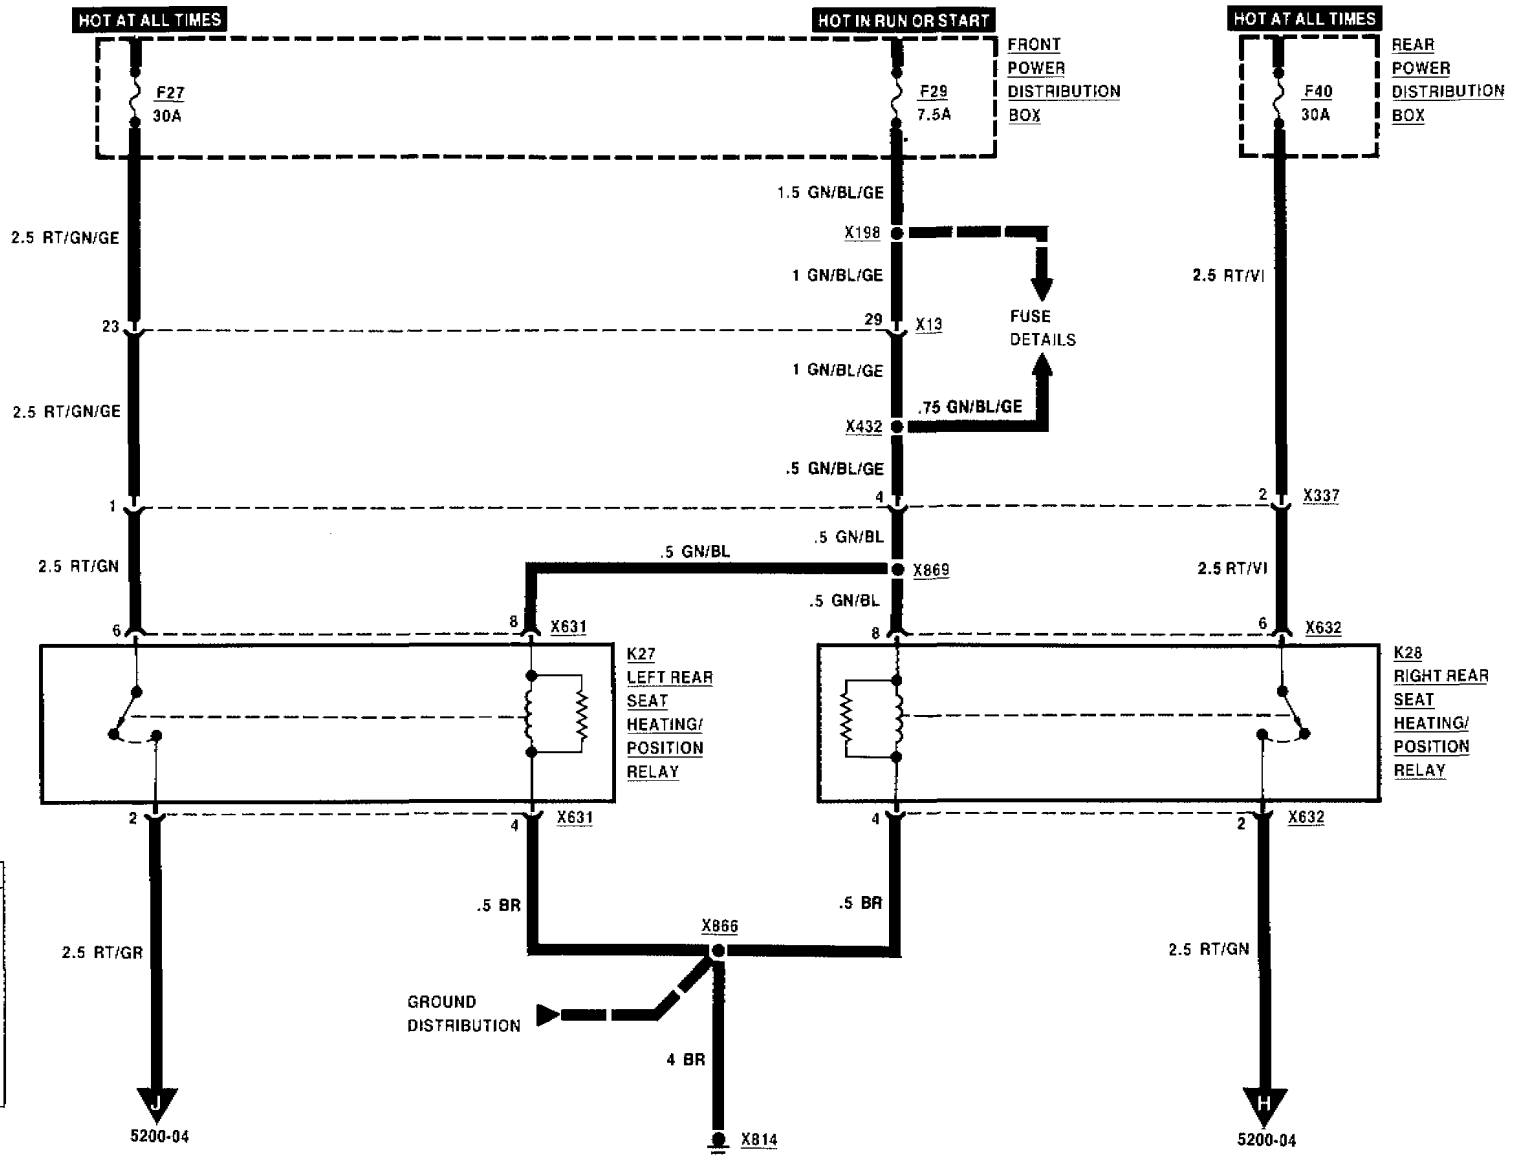 HOT AT ALL TIMES
HOT IN RUN OR START
HOT AT ALL TIMES
F27
30A
F29
7.5A
FRONT
POWER
DISTRIBUTION
BOX
F40
30A
REAR
POWER
DISTRIBUTION
BOX
1.5 GN/BL/GE
2.5 RT/GN/GE
X198
1 GN/BL/GE
2.5 RT/VI
FUSE
DETAILS
23
29
X13
1 GN/BL/GE
2.5 RT/GN/GE
.75 GN/BL/GE
X432
.5 GN/BL/GE
1
4
2
X337
.5 GN/BL
.5 GN/BL
2.5 RT/GN
X869
2.5 RT/VI
.5 GN/BL
6
8
X631
8
6
X632
K27
LEFT REAR
SEAT
HEATING/
POSITION
RELAY
K28
RIGHT REAR
SEAT
HEATING/
POSITION
RELAY
2
4
X631
4
2
X632
.5 BR
.5 BR
X866
2.5 RT/GR
2.5 RT/GN
GROUND
DISTRIBUTION
4 BR
J
5200-04
X814
H
5200-04